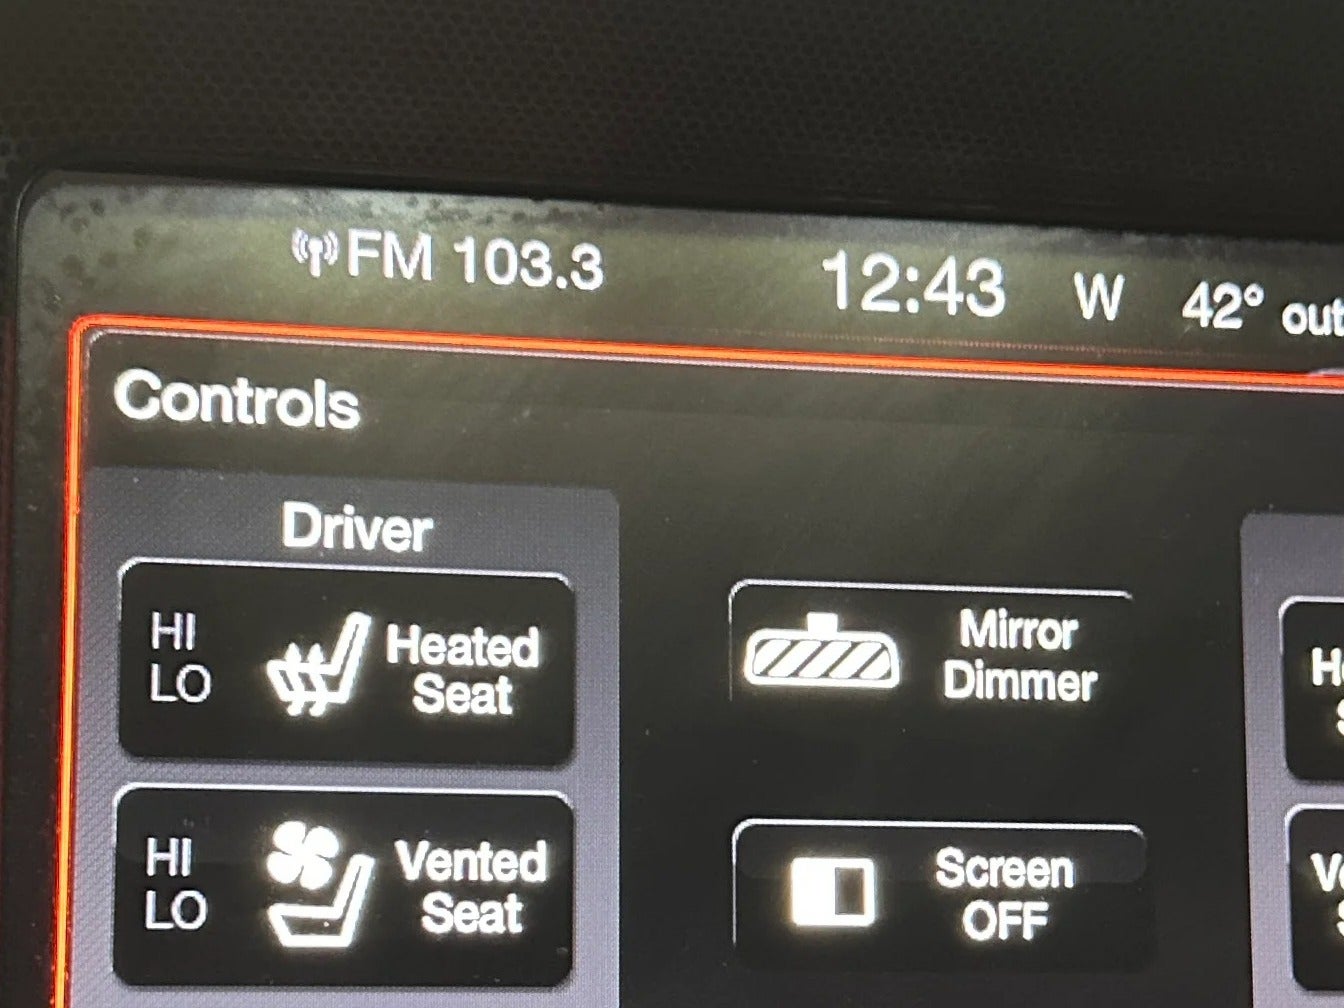 FM 103.3 12:43 W 42° out
Controls
Driver
HI
LO
Heated
Seat
Mirror
Dimmer
HI
LO
Vented
Seat
Screen
OFF